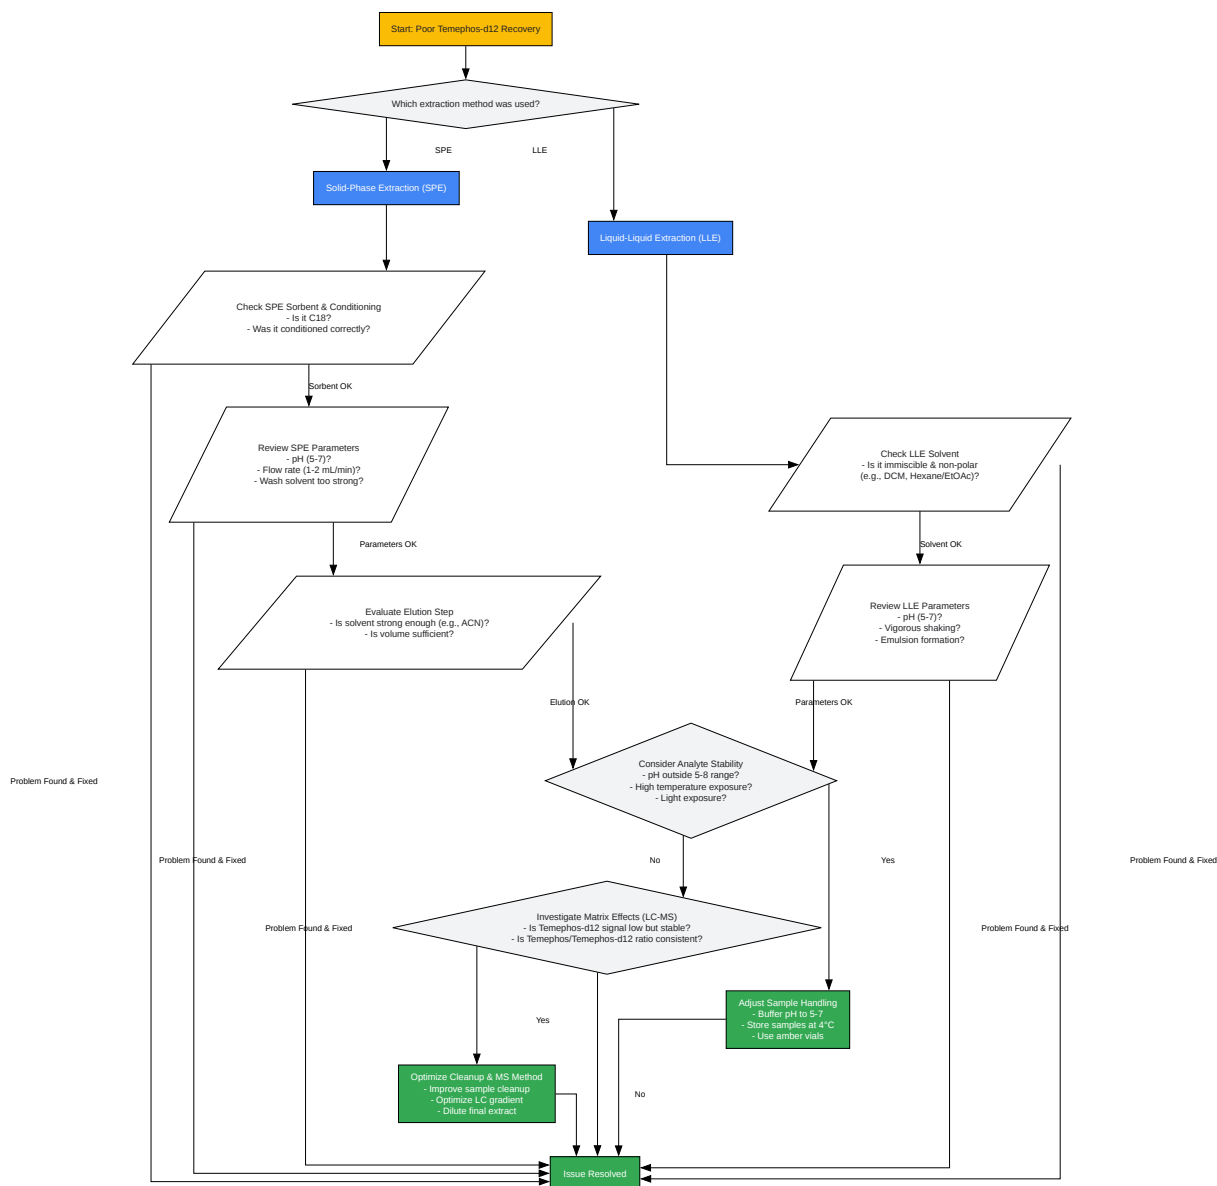 Start: Poor Temephos-d12 Recovery
Which extraction method was used?
SPE
LLE
Solid-Phase Extraction (SPE)
Liquid-Liquid Extraction (LLE)
Check SPE Sorbent & Conditioning
- Is it C18?
- Was it conditioned correctly?
Sorbent OK
Review SPE Parameters
- pH (5-7)?
- Flow rate (1-2 mL/min)?
- Wash solvent too strong?
Check LLE Solvent
- Is it immiscible & non-polar
(e.g., DCM, Hexane/EtOAc)?
Parameters OK
Solvent OK
Evaluate Elution Step
- Is solvent strong enough (e.g., ACN)?
- Is volume sufficient?
Review LLE Parameters
- pH (5-7)?
- Vigorous shaking?
- Emulsion formation?
Elution OK
Parameters OK
Consider Analyte Stability
- pH outside 5-8 range?
- High temperature exposure?
- Light exposure?
Problem Found & Fixed
Problem Found & Fixed
No
Yes
Problem Found & Fixed
Investigate Matrix Effects (LC-MS)
- Is Temephos-d12 signal low but stable?
- Is Temephos/Temephos-d12 ratio consistent?
Problem Found & Fixed
Problem Found & Fixed
Adjust Sample Handling
- Buffer pH to 5-7
- Store samples at 4°C
- Use amber vials
Yes
Optimize Cleanup & MS Method
- Improve sample cleanup
- Optimize LC gradient
- Dilute final extract
No
Issue Resolved